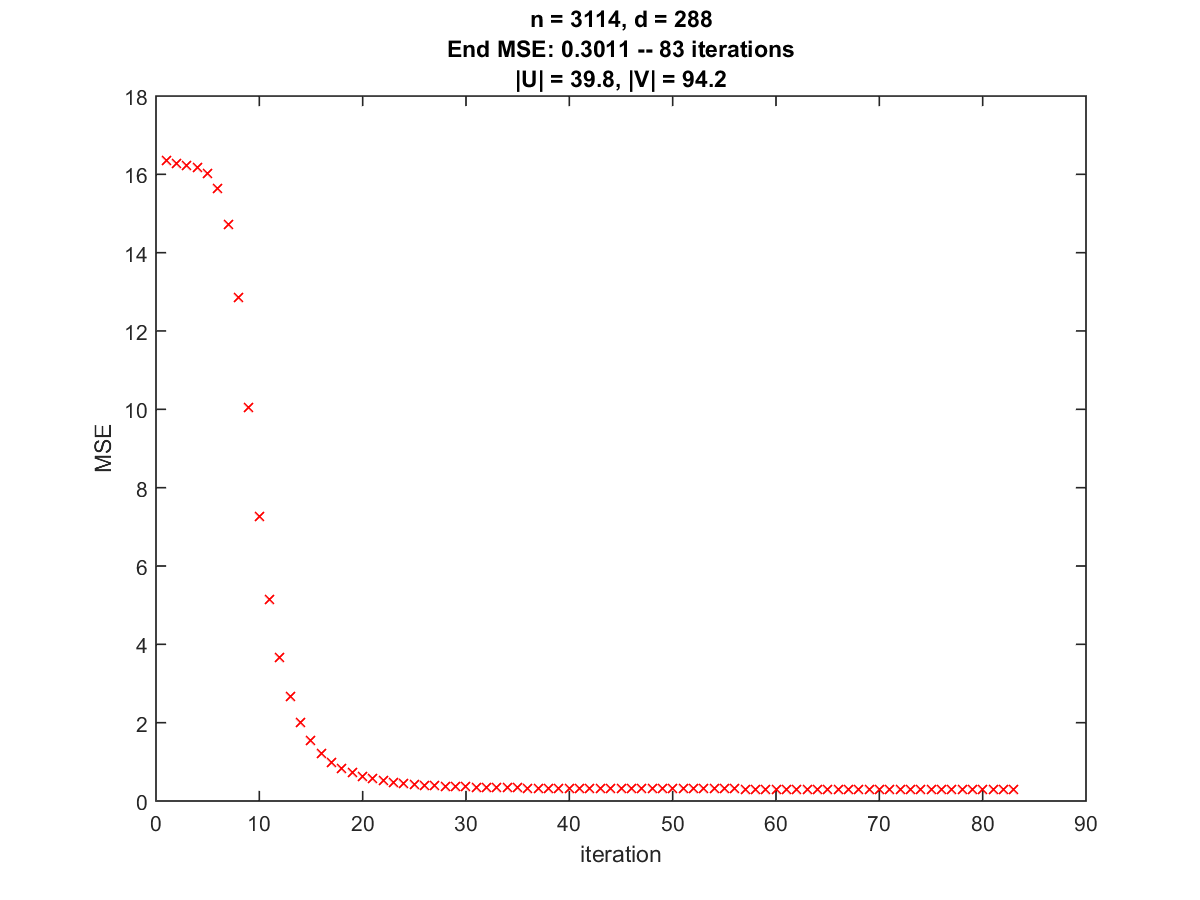 n = 3114, d = 288
End MSE: 0.3011 -- 83 iterations
|U| = 39.8, |V| = 94.2
18
16
14
12
10
8
6
4
2
0
MSE
0 10 20 30 40 50 60 70 80 90
iteration